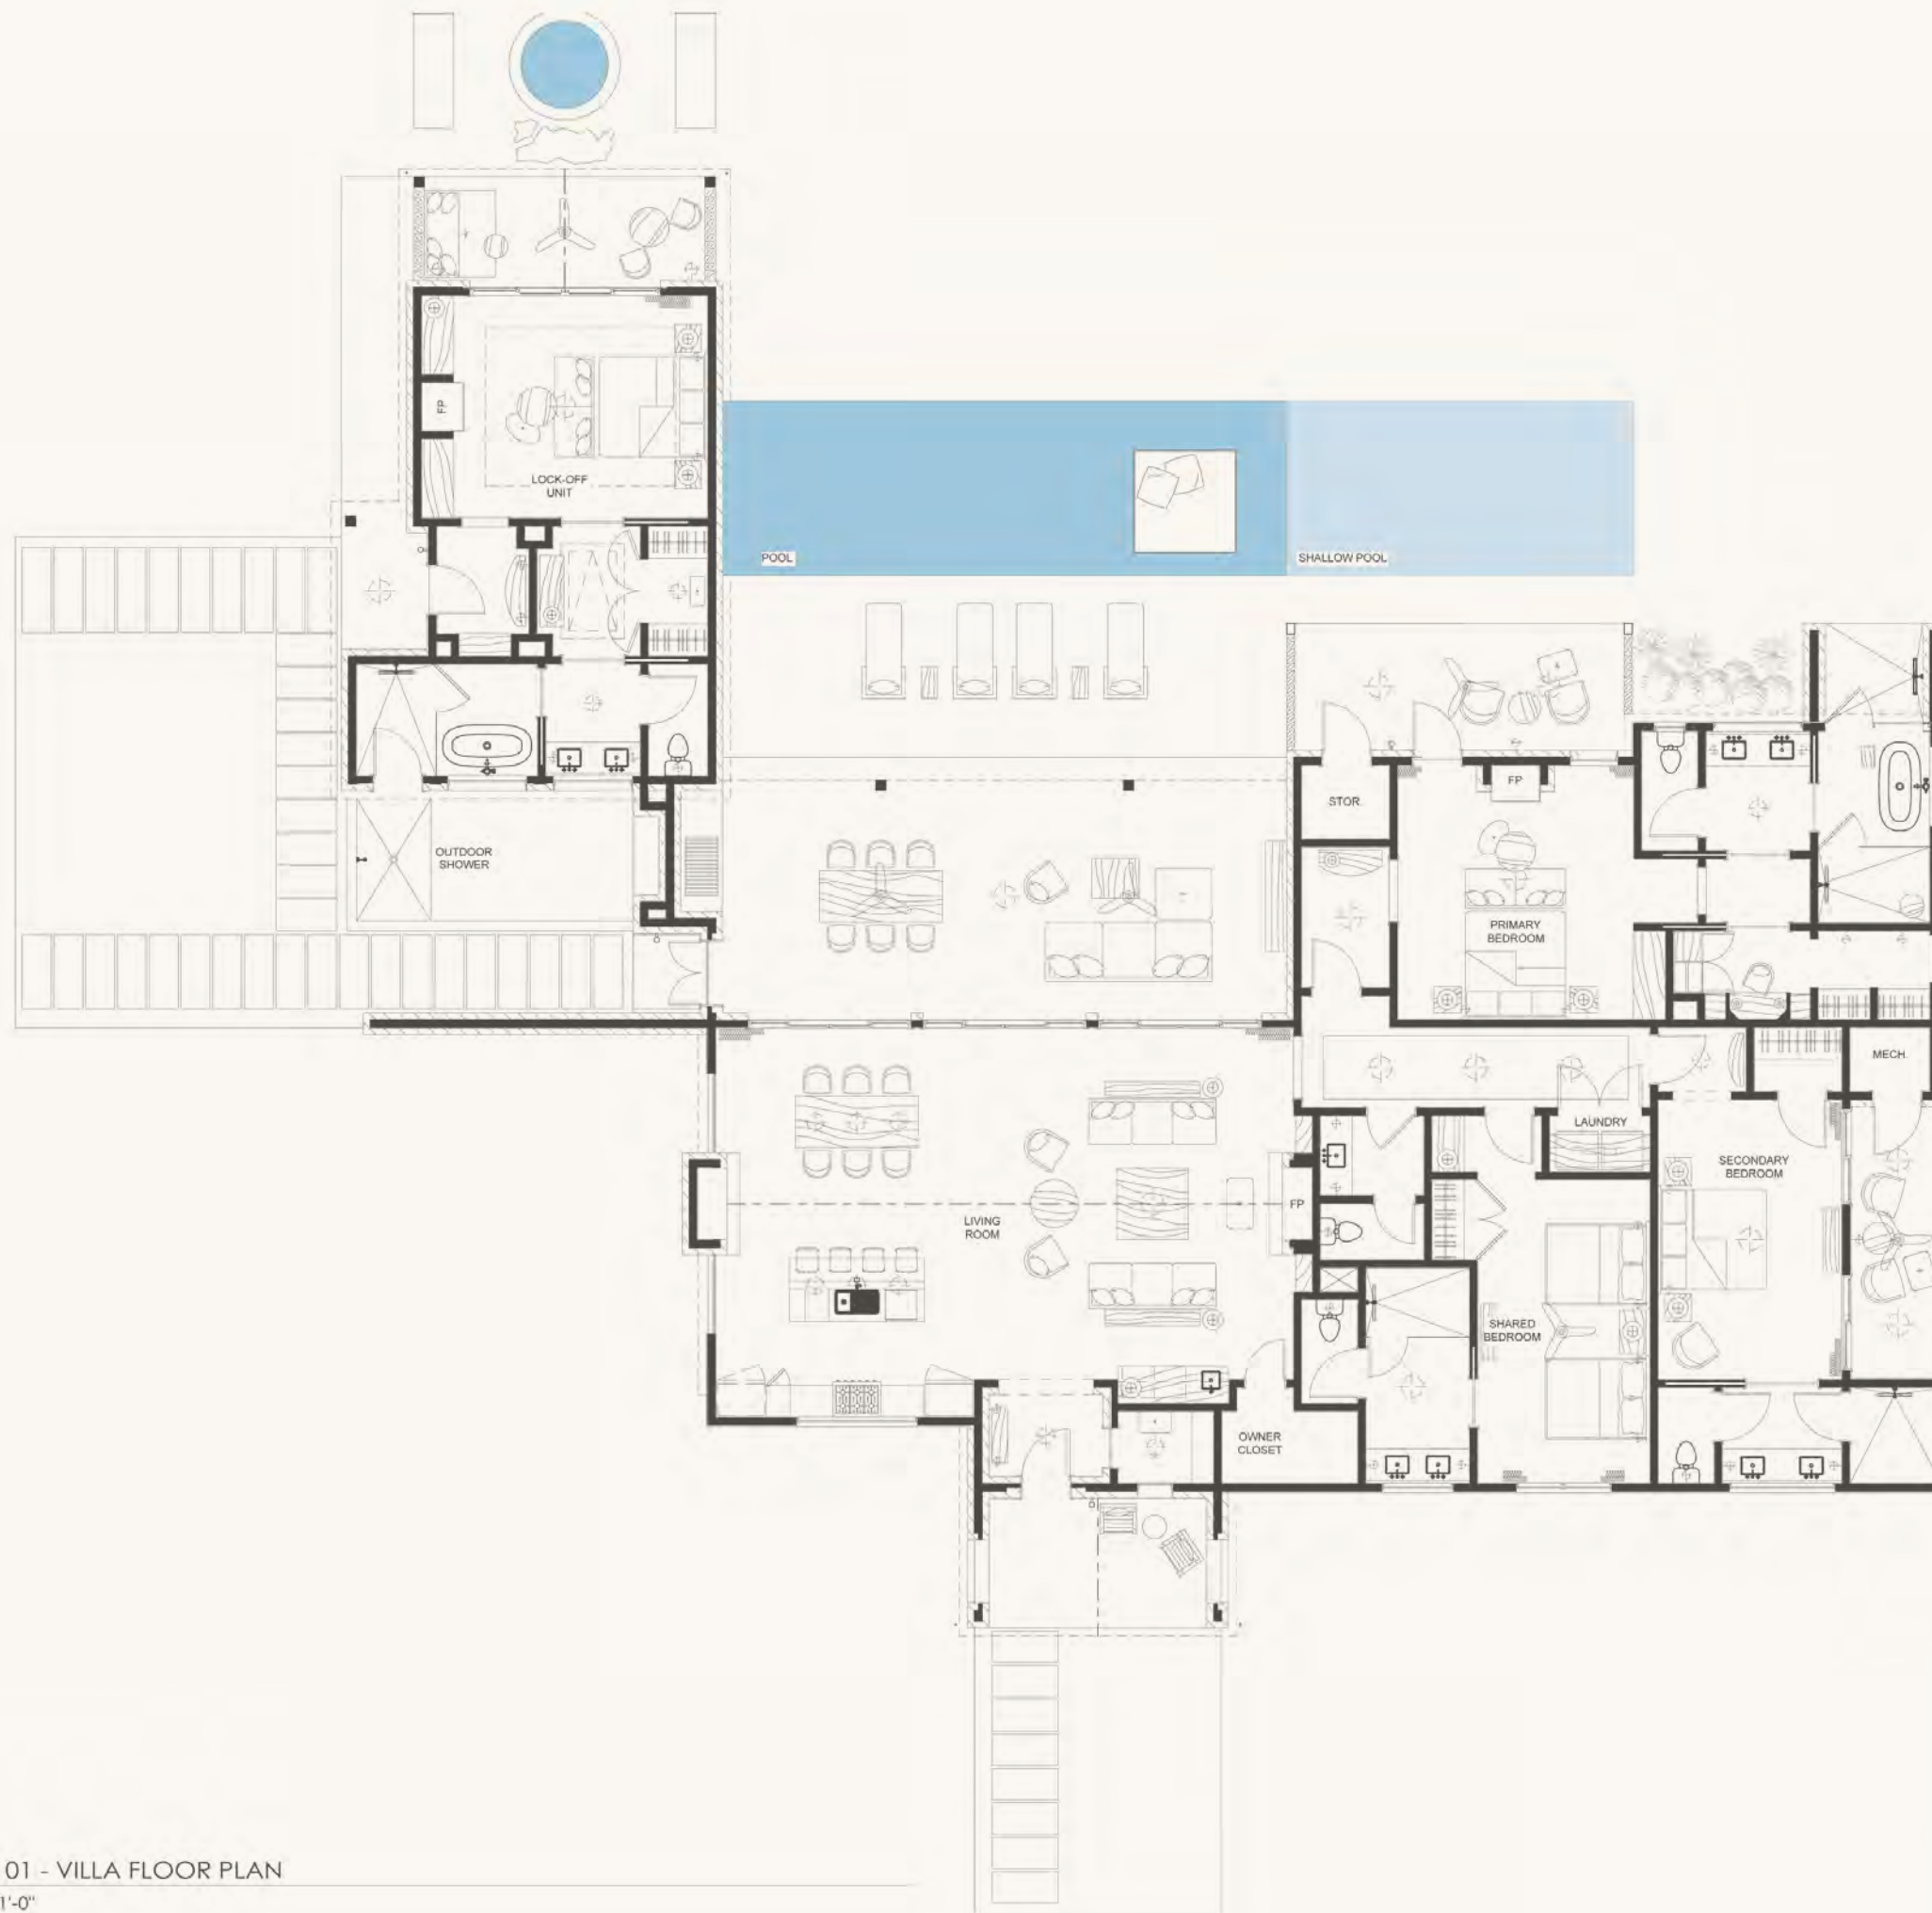 FP
LOCK-OFF
UNIT
POOL
SHALLOW POOL
STOR.
FP
OUTDOOR
SHOWER
PRIMARY
BEDROOM
MECH.
LAUNDRY
SECONDARY
BEDROOM
FP
LIVING
ROOM
SHARED
BEDROOM
OWNER
CLOSET
01 - VILLA FLOOR PLAN
1'-0"